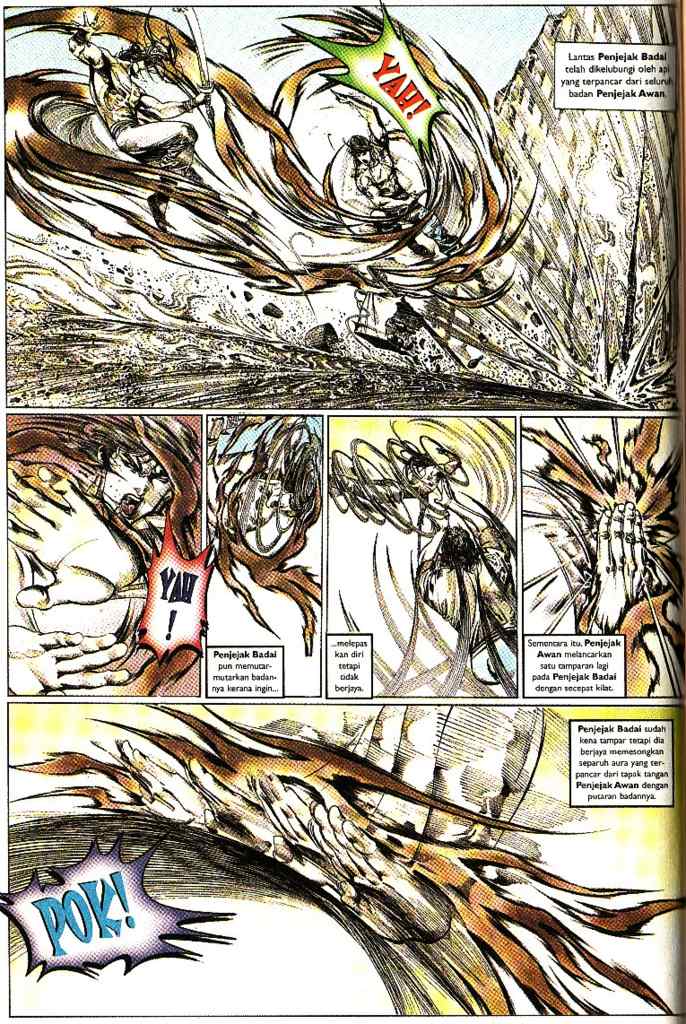 YAH!
Lantas Penjejak Badai
telah dikelubungi oleh api
yang terpancar dari seluruh
badan Penjejak Awan.
YAH
!
Penjejak Badai
pun memutar-
mutarkan badan-
nya kerana ingin...
...melepas
kan diri
tetapi
tidak
berjaya.
Sementara itu, Penjejak
Awan melancarkan
satu tamparan lagi
pada Penjejak Badai
dengan secepat kilat.
Penjejak Badai sudah
kena tampar tetapi dia
berjaya memesongkan
separuh aura yang ter-
pancar dari tapak tangan
Penjejak Awan dengan
putaran badannya.
POK!